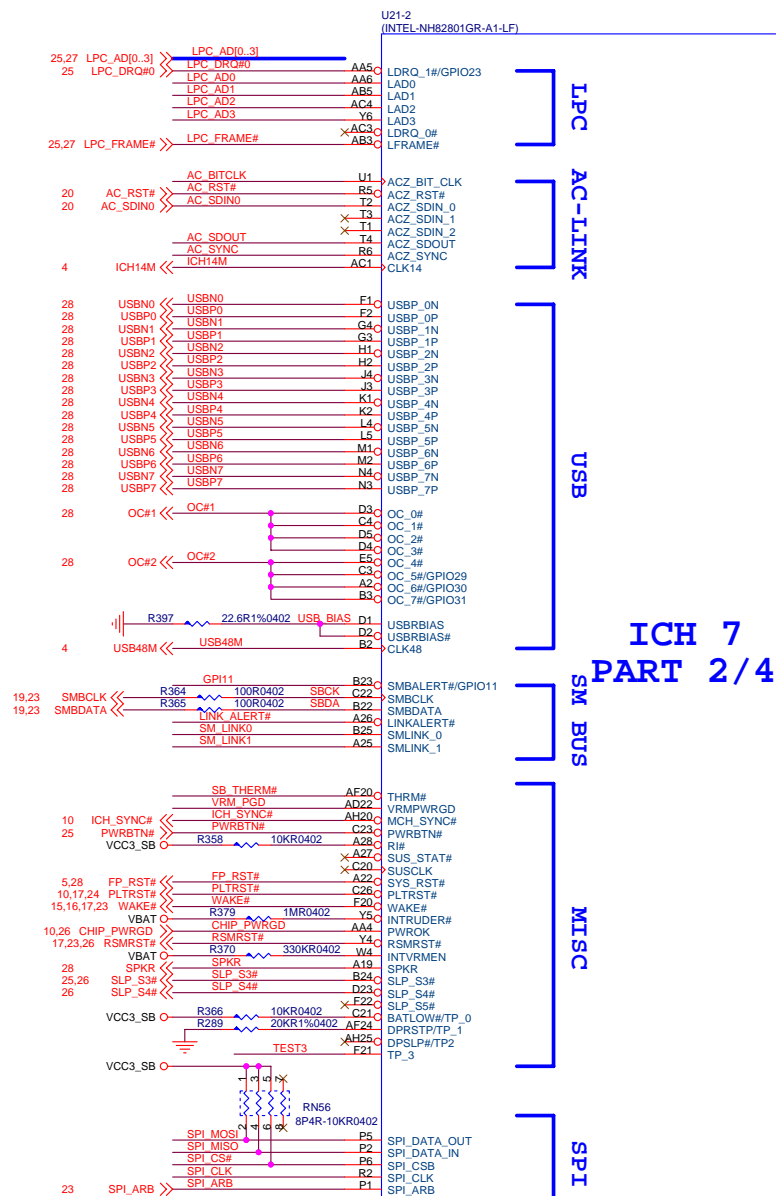 U21-2
(INTEL-NH82801GR-A1-LF)
25,27 LPC_AD[0..3] LPC_AD[0..3]
25 LPC_DRQ#0 LPC_DRQ#0 AA5 LDRQ_1#/GPIO23
LPC_AD0 AA6 LAD0
LPC_AD1 AB5 LAD1
LPC_AD2 AC4 LAD2
LPC_AD3 Y6 LAD3
AC3 LDRQ_0#
25,27 LPC_FRAME# LPC_FRAME# AB3 LFRAME#
LPC
AC_BITCLK U1 ACZ_BIT_CLK
20 AC_RST# AC_RST# R5 ACZ_RST#
20 AC_SDIN0 AC_SDIN0 T2 ACZ_SDIN_0
T3 ACZ_SDIN_1
T1 ACZ_SDIN_2
AC_SDOUT T4 ACZ_SDOUT
AC_SYNC R6 ACZ_SYNC
4 ICH14M ICH14M AC1 CLK14
AC-LINK
28 USBN0 USBN0 F1 USBP_0N
28 USBP0 USBP0 F2 USBP_0P
28 USBN1 USBN1 G4 USBP_1N
28 USBP1 USBP1 G3 USBP_1P
28 USBN2 USBN2 H1 USBP_2N
28 USBP2 USBP2 H2 USBP_2P
28 USBN3 USBN3 J4 USBP_3N
28 USBP3 USBP3 J3 USBP_3P
28 USBN4 USBN4 K1 USBP_4N
28 USBP4 USBP4 K2 USBP_4P
28 USBN5 USBN5 L4 USBP_5N
28 USBP5 USBP5 L5 USBP_5P
28 USBN6 USBN6 M1 USBP_6N
28 USBP6 USBP6 M2 USBP_6P
28 USBN7 USBN7 N4 USBP_7N
28 USBP7 USBP7 N3 USBP_7P
28 OC#1 OC#1 D3 OC_0#
C4 OC_1#
D5 OC_2#
D4 OC_3#
28 OC#2 OC#2 E5 OC_4#
C3 OC_5#/GPIO29
A2 OC_6#/GPIO30
B3 OC_7#/GPIO31
R397 22.6R1%0402 USB_BIAS D1 USBRBIAS
D2 USBRBIAS#
4 USB48M USB48M B2 CLK48
USB
ICH 7
PART 2/4
GPI11 B23 SMBALERT#/GPIO11
19,23 SMBCLK R364 100R0402 SBCK C22 SMBCLK
19,23 SMBDATA R365 100R0402 SBDA B22 SMBDATA
LINK_ALERT# A26 LINKALERT#
SM_LINK0 B25 SMLINK_0
SM_LINK1 A25 SMLINK_1
SM BUS
SB_THERM# AF20 THRM#
VRM_PGD AD22 VRMPWRGD
10 ICH_SYNC# ICH_SYNC# AH20 MCH_SYNC#
25 PWRBTN# PWRBTN# C23 PWRBTN#
VCC3_SB R358 10KR0402 A28 RI#
A27 SUS_STAT#
C20 SUSCLK
5,28 FP_RST# FP_RST# A22 SYS_RST#
10,17,24 PLTRST# PLTRST# C26 PLTRST#
15,16,17,23 WAKE# WAKE# F20 WAKE#
VBAT R379 1MR0402 Y5 INTRUDER#
10,26 CHIP_PWRGD CHIP_PWRGD AA4 PWROK
17,23,26 RSMRST# RSMRST# Y4 RSMRST#
VBAT R370 330KR0402 W4 INTVRMEN
28 SPKR SPKR A19 SPKR
25,26 SLP_S3# SLP_S3# B24 SLP_S3#
26 SLP_S4# SLP_S4# D23 SLP_S4#
F22 SLP_S5#
VCC3_SB R366 10KR0402 C21 BATLOW#/TP_0
R289 20KR1%0402 AF24 DPRSTP/TP_1
AH25 DPSLP#/TP2
TEST3 F21 TP_3
MISC
VCC3_SB
1 3 5 7
RN56
8P4R-10KR0402
2 4 6 8
SPI_MOSI P5 SPI_DATA_OUT
SPI_MISO P2 SPI_DATA_IN
SPI_CS# P6 SPI_CSB
SPI_CLK R2 SPI_CLK
23 SPI_ARB SPI_ARB P1 SPI_ARB
SPI